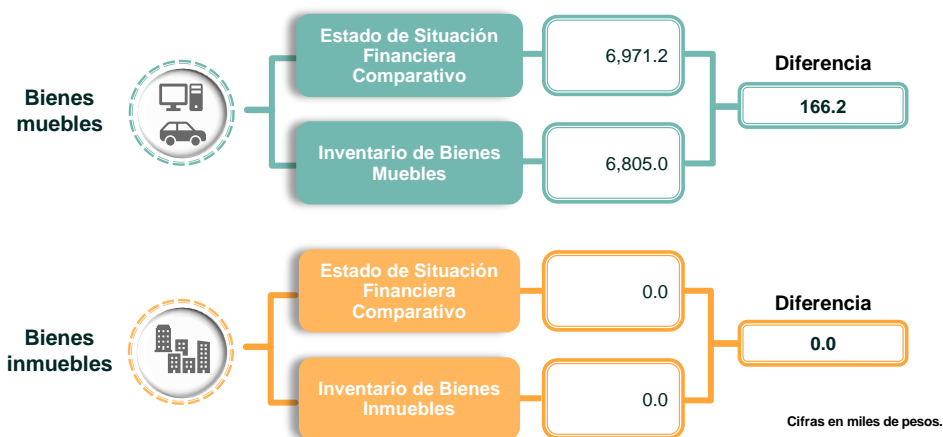 Bienes
muebles
Estado de Situación
Financiera
Comparativo
6,971.2
Inventario de Bienes
Muebles
6,805.0
Diferencia
166.2
Bienes
inmuebles
Estado de Situación
Financiera
Comparativo
0.0
Inventario de Bienes
Inmuebles
0.0
Diferencia
0.0
Cifras en miles de pesos.